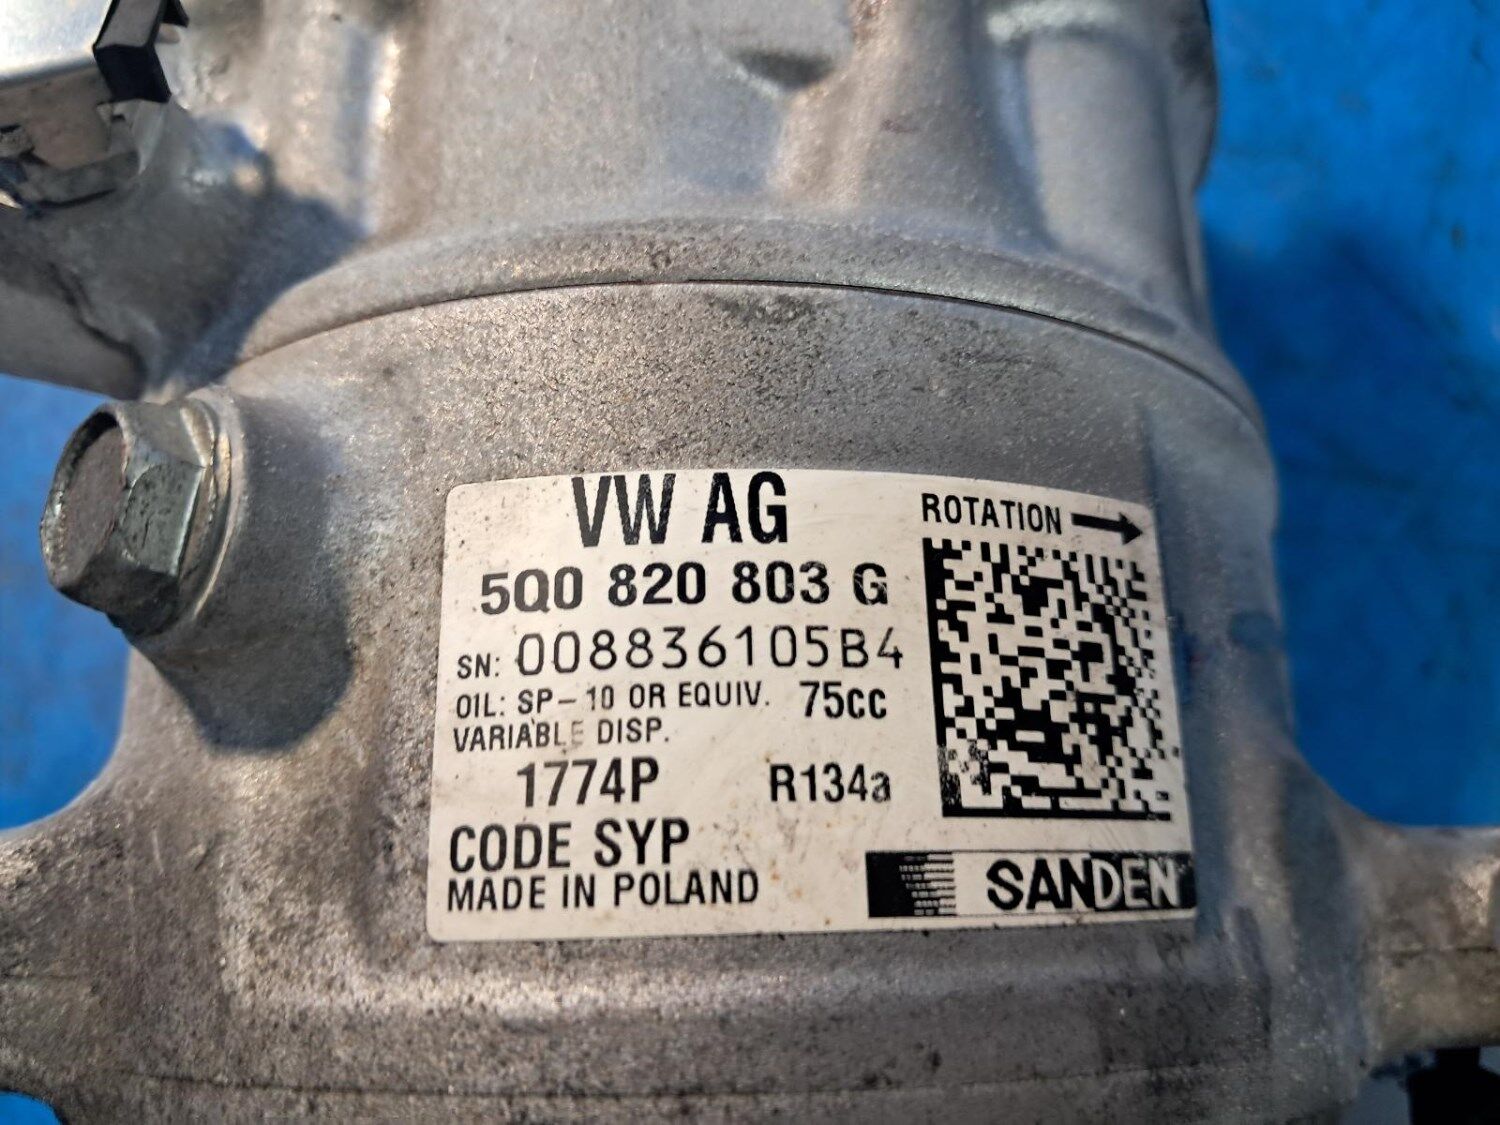 VW AG
ROTATION
5Q0 820 803 G
SN: 008836105B4
OIL: SP-10 OR EQUIV. 75cc
VARIABLE DISP.
1774P R134a
CODE SYP
MADE IN POLAND
SANDEN